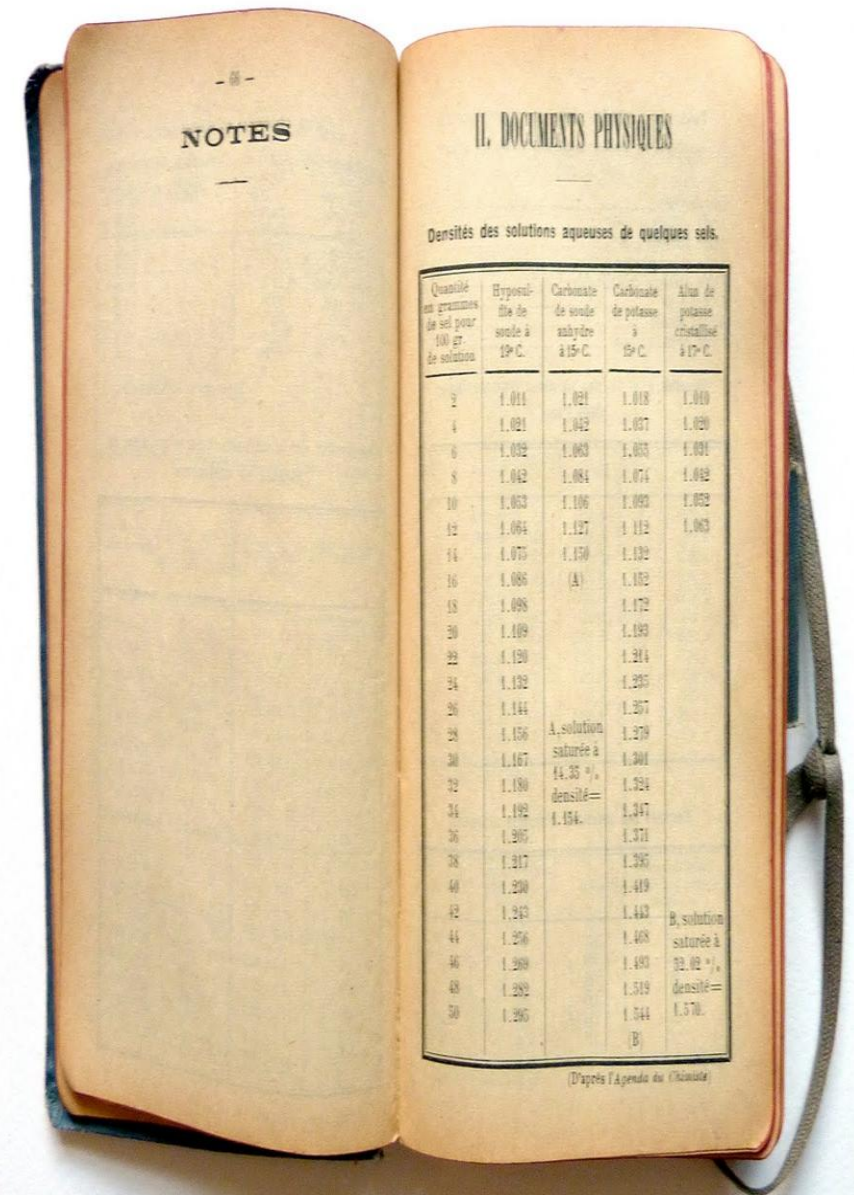 NOTES
II. DOCUMENTS PHYSIQUES
Densités des solutions aqueuses de quelques sels.
Quantité en grammes de sel pour 100 gr. de solution | Hyposulfite de soude à 19° C. | Carbonate de soude anhydre à 15° C. | Carbonate de potasse à 15° C. | Alun de potasse cristallisé à 17° C.
2 1.011 1.021 1.018 1.010
4 1.021 1.042 1.037 1.020
6 1.032 1.063 1.055 1.031
8 1.042 1.084 1.074 1.042
10 1.053 1.106 1.093 1.052
12 1.064 1.127 1 112 1.063
14 1.075 1.150 1.132
16 1.086 (A) 1.152
18 1.098 1.172
20 1.109 1.193
22 1.120 1.214
24 1.132 1.235
26 1.144 1.257
28 1.156 1.279
30 1.167 1.301
32 1.180 1.324
34 1.192 1.347
36 1.205 1.371
38 1.217 1.395
40 1.230 1.419
42 1.243 1.443
44 1.256 1.468
46 1.269 1.493
48 1.282 1.519
50 1.295 1.544
(B)
A, solution
saturée à
14.35 %
densité=
1.154.
B, solution
saturée à
52.02 %
densité=
1.570.
(D'après l'Agenda du Chimiste)